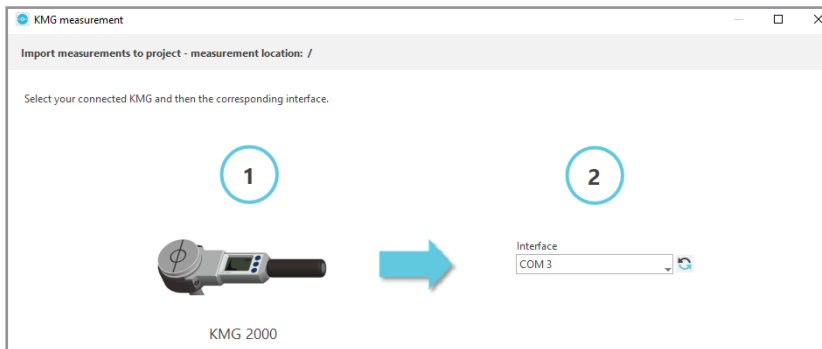 KMG measurement
Import measurements to project - measurement location: /
Select your connected KMG and then the corresponding interface.
1
2
Interface
COM 3
KMG 2000